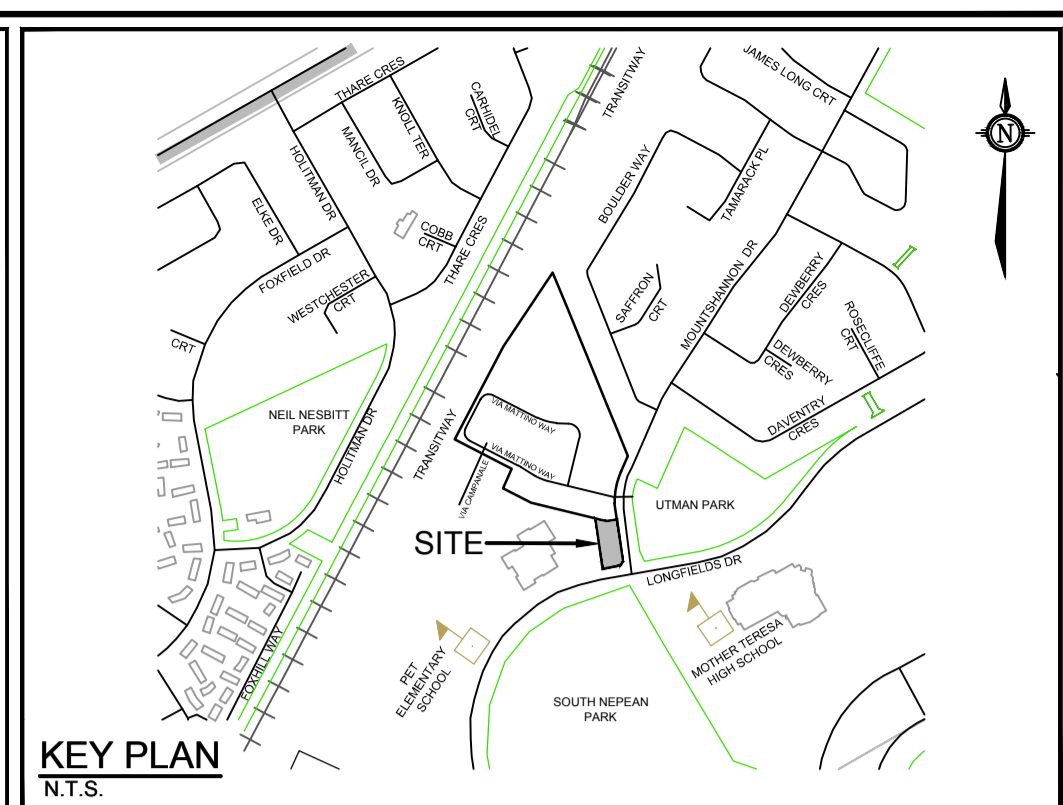 THARE CRES
TRANSITWAY
JAMES LONG CRT
CARHIDEL
CRT
KNOLL TER
MANCIL DR
HOLITMAN DR
N
BOULDER WAY
TAMARACK PL
ELKE DR
COBB
CRT
THARE CRES
FOXFIELD DR
WESTCHESTER
CRT
SAFFRON
CRT
MOUNTSHANNON DR
DEWBERRY
CRES
ROSECLIFFE
CRT
DEWBERRY
CRES
CRT
NEIL NESBITT
PARK
HOLITMAN DR
TRANSITWAY
VIA MATTINO WAY
VIA MATTINO WAY
VIA CAMPANALE
DAVENTRY
CRES
UTMAN PARK
SITE
LONGFIELDS DR
FOXHILL WAY
PET
ELEMENTARY
SCHOOL
MOTHER TERESA
HIGH SCHOOL
SOUTH NEPEAN
PARK
KEY PLAN
N.T.S.